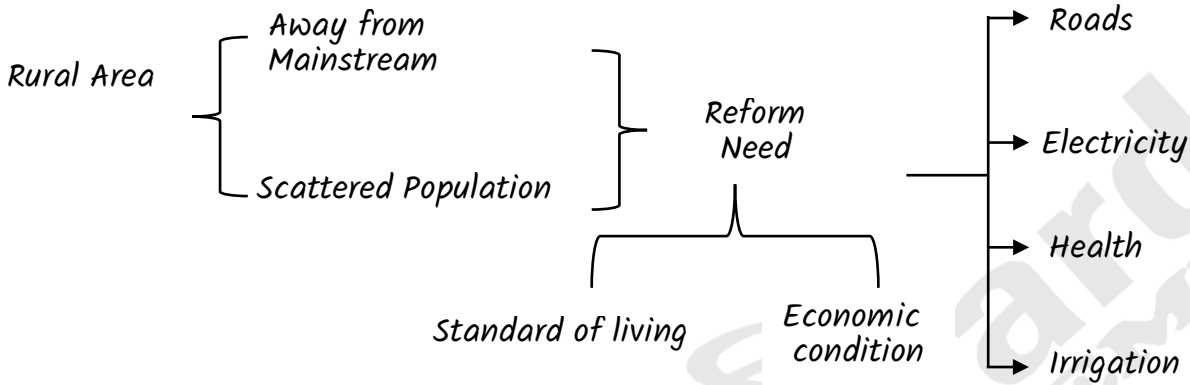 Rural Area
Away from
Mainstream
Scattered Population
Reform
Need
Standard of living
Economic
condition
Roads
Electricity
Health
Irrigation